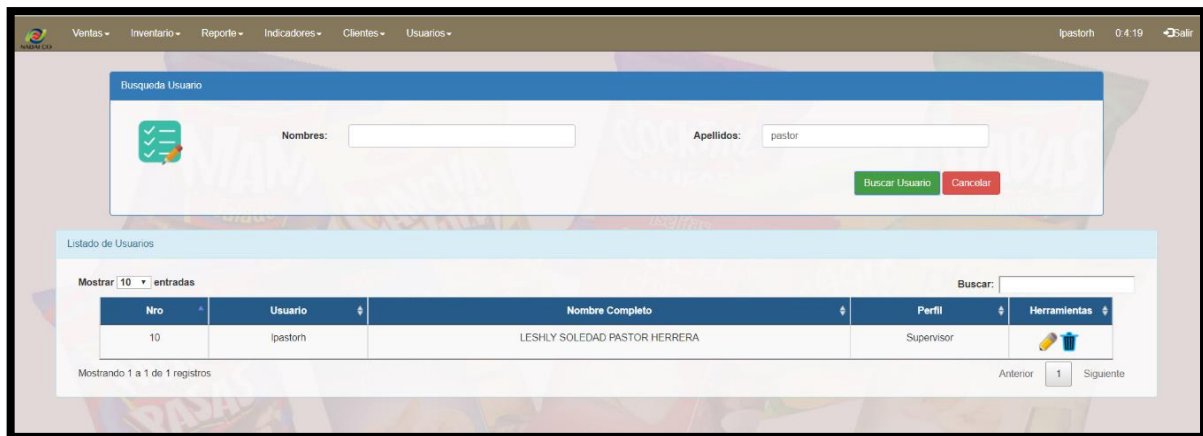 NADALCO Ventas Inventario Reporte Indicadores Clientes Usuarios lpastorh 0:4:19 Salir
Busqueda Usuario
Nombres: Apellidos: pastor
Buscar Usuario Cancelar
Listado de Usuarios
Mostrar 10 entradas Buscar:
Nro Usuario Nombre Completo Perfil Herramientas
10 lpastorh LESHLY SOLEDAD PASTOR HERRERA Supervisor
Mostrando 1 a 1 de 1 registros Anterior 1 Siguiente
PASAS